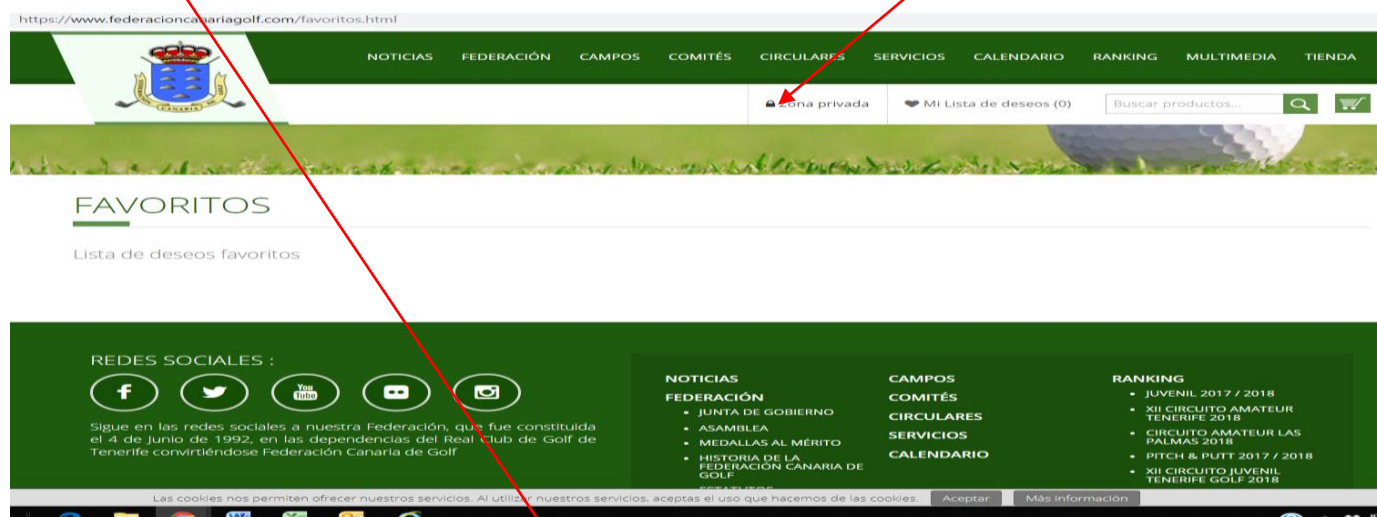 https://www.federacioncanariagolf.com/favoritos.html
NOTICIAS FEDERACIÓN CAMPOS COMITÉS CIRCULARES SERVICIOS CALENDARIO RANKING MULTIMEDIA TIENDA
Zona privada Mi Lista de deseos (0) Buscar productos...
FAVORITOS
Lista de deseos favoritos
REDES SOCIALES :
You
Tube
Sigue en las redes sociales a nuestra Federación, que fue constituida
el 4 de Junio de 1992, en las dependencias del Real Club de Golf de
Tenerife convirtiéndose Federación Canaria de Golf
NOTICIAS
FEDERACIÓN
JUNTA DE GOBIERNO
ASAMBLEA
MEDALLAS AL MÉRITO
HISTORIA DE LA
FEDERACIÓN CANARIA DE
GOLF
ESTATUTOS
CAMPOS
COMITÉS
CIRCULARES
SERVICIOS
CALENDARIO
RANKING
JUVENIL 2017 / 2018
XII CIRCUITO AMATEUR
TENERIFE 2018
CIRCUITO AMATEUR LAS
PALMAS 2018
PITCH & PUTT 2017 / 2018
XII CIRCUITO JUVENIL
TENERIFE GOLF 2018
Las cookies nos permiten ofrecer nuestros servicios. Al utilizar nuestros servicios, aceptas el uso que hacemos de las cookies. Aceptar Más información